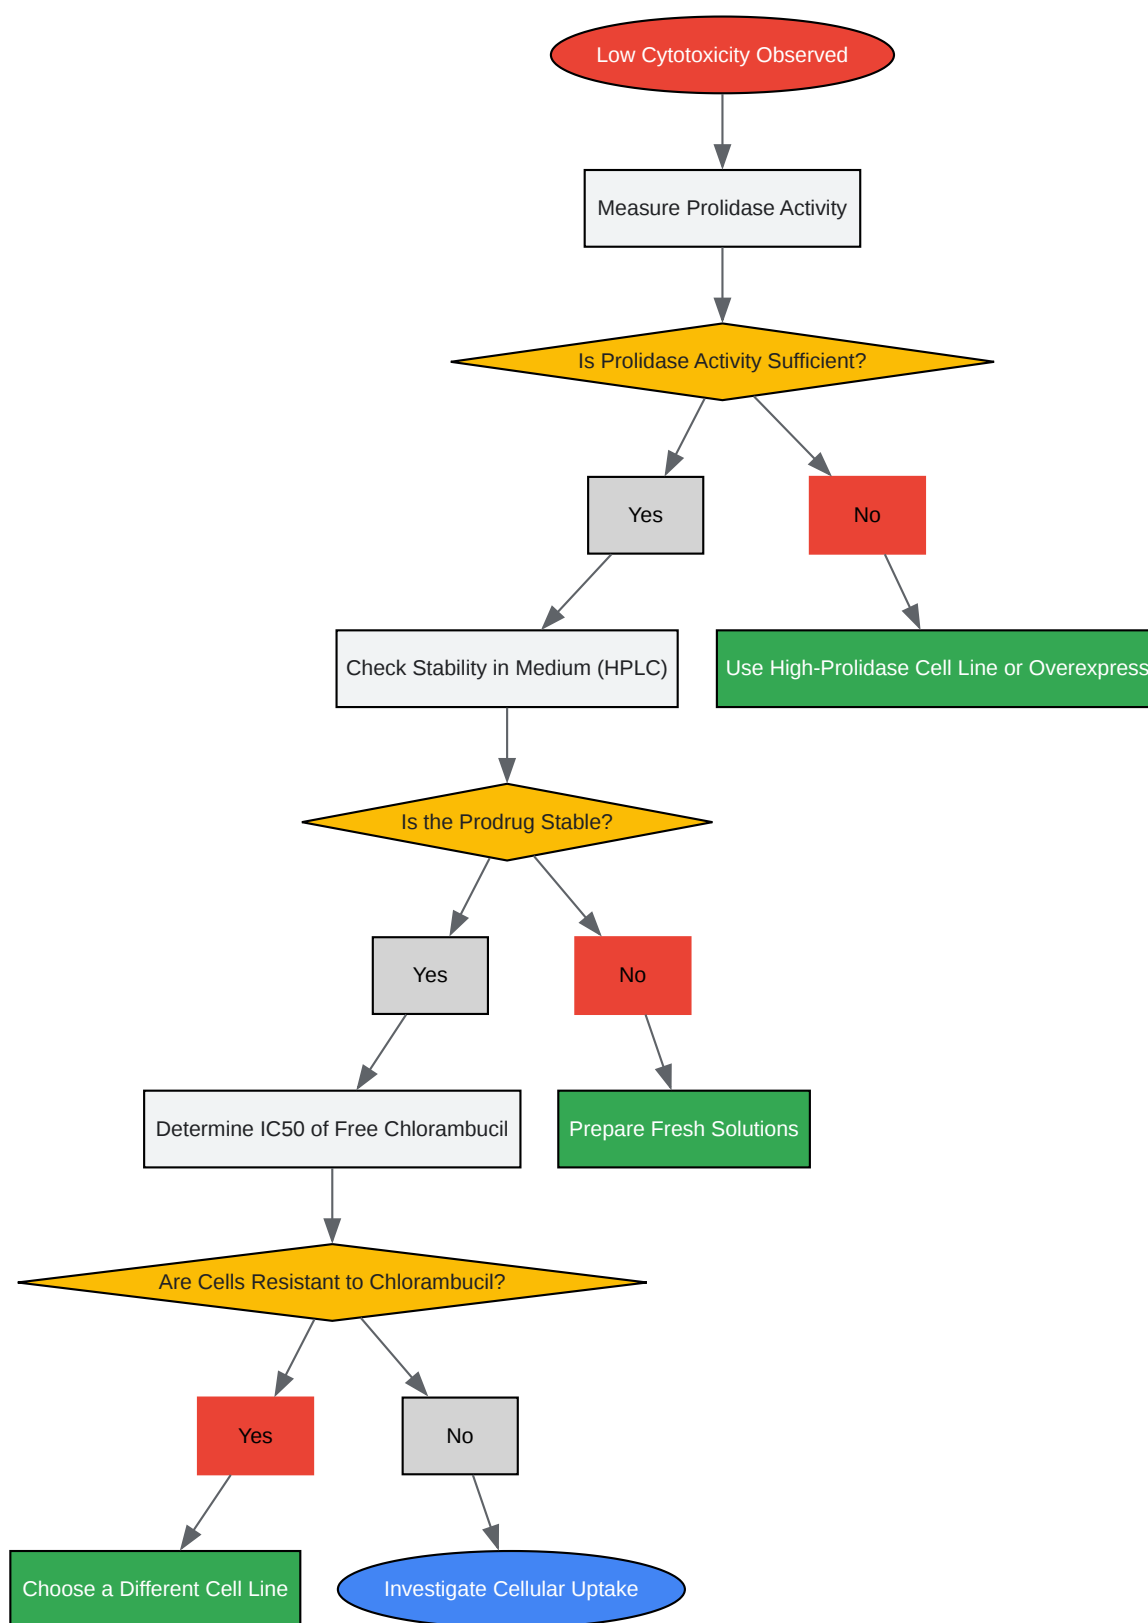 Low Cytotoxicity Observed
Measure Prolidase Activity
Is Prolidase Activity Sufficient?
Yes
No
Check Stability in Medium (HPLC)
Use High-Prolidase Cell Line or Overexpress
Is the Prodrug Stable?
Yes
No
Determine IC50 of Free Chlorambucil
Prepare Fresh Solutions
Are Cells Resistant to Chlorambucil?
Yes
No
Choose a Different Cell Line
Investigate Cellular Uptake